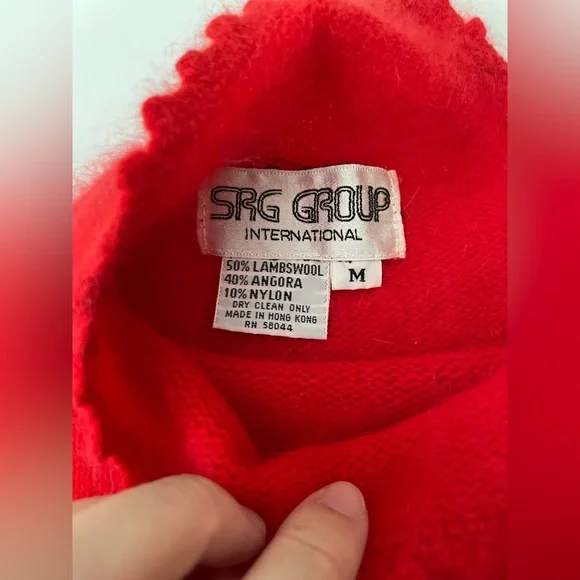 SRG GROUP
INTERNATIONAL
50% LAMBSWOOL
40% ANGORA
10% NYLON
DRY CLEAN ONLY
MADE IN HONG KONG
RN 58044
M